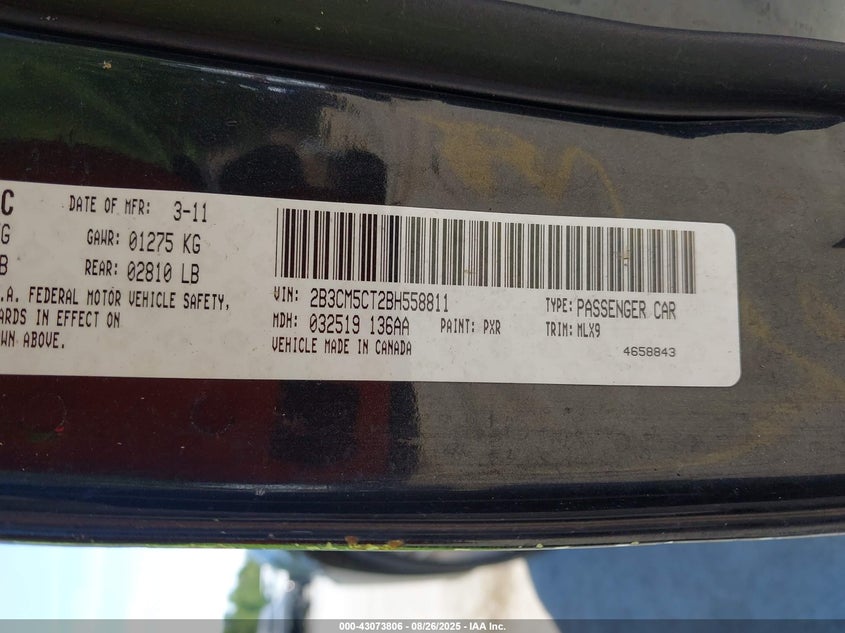 C DATE OF MFR: 3-11
GAWR: 01275 KG
B REAR: 02810 LB
.A. FEDERAL MOTOR VEHICLE SAFETY,
ARDS IN EFFECT ON
WN ABOVE.
VIN: 2B3CM5CT2BH558811 TYPE: PASSENGER CAR
MDH: 032519 136AA PAINT: PXR TRIM: MLX9
VEHICLE MADE IN CANADA 4658843
000-43073806 - 08/26/2025 - IAA Inc.